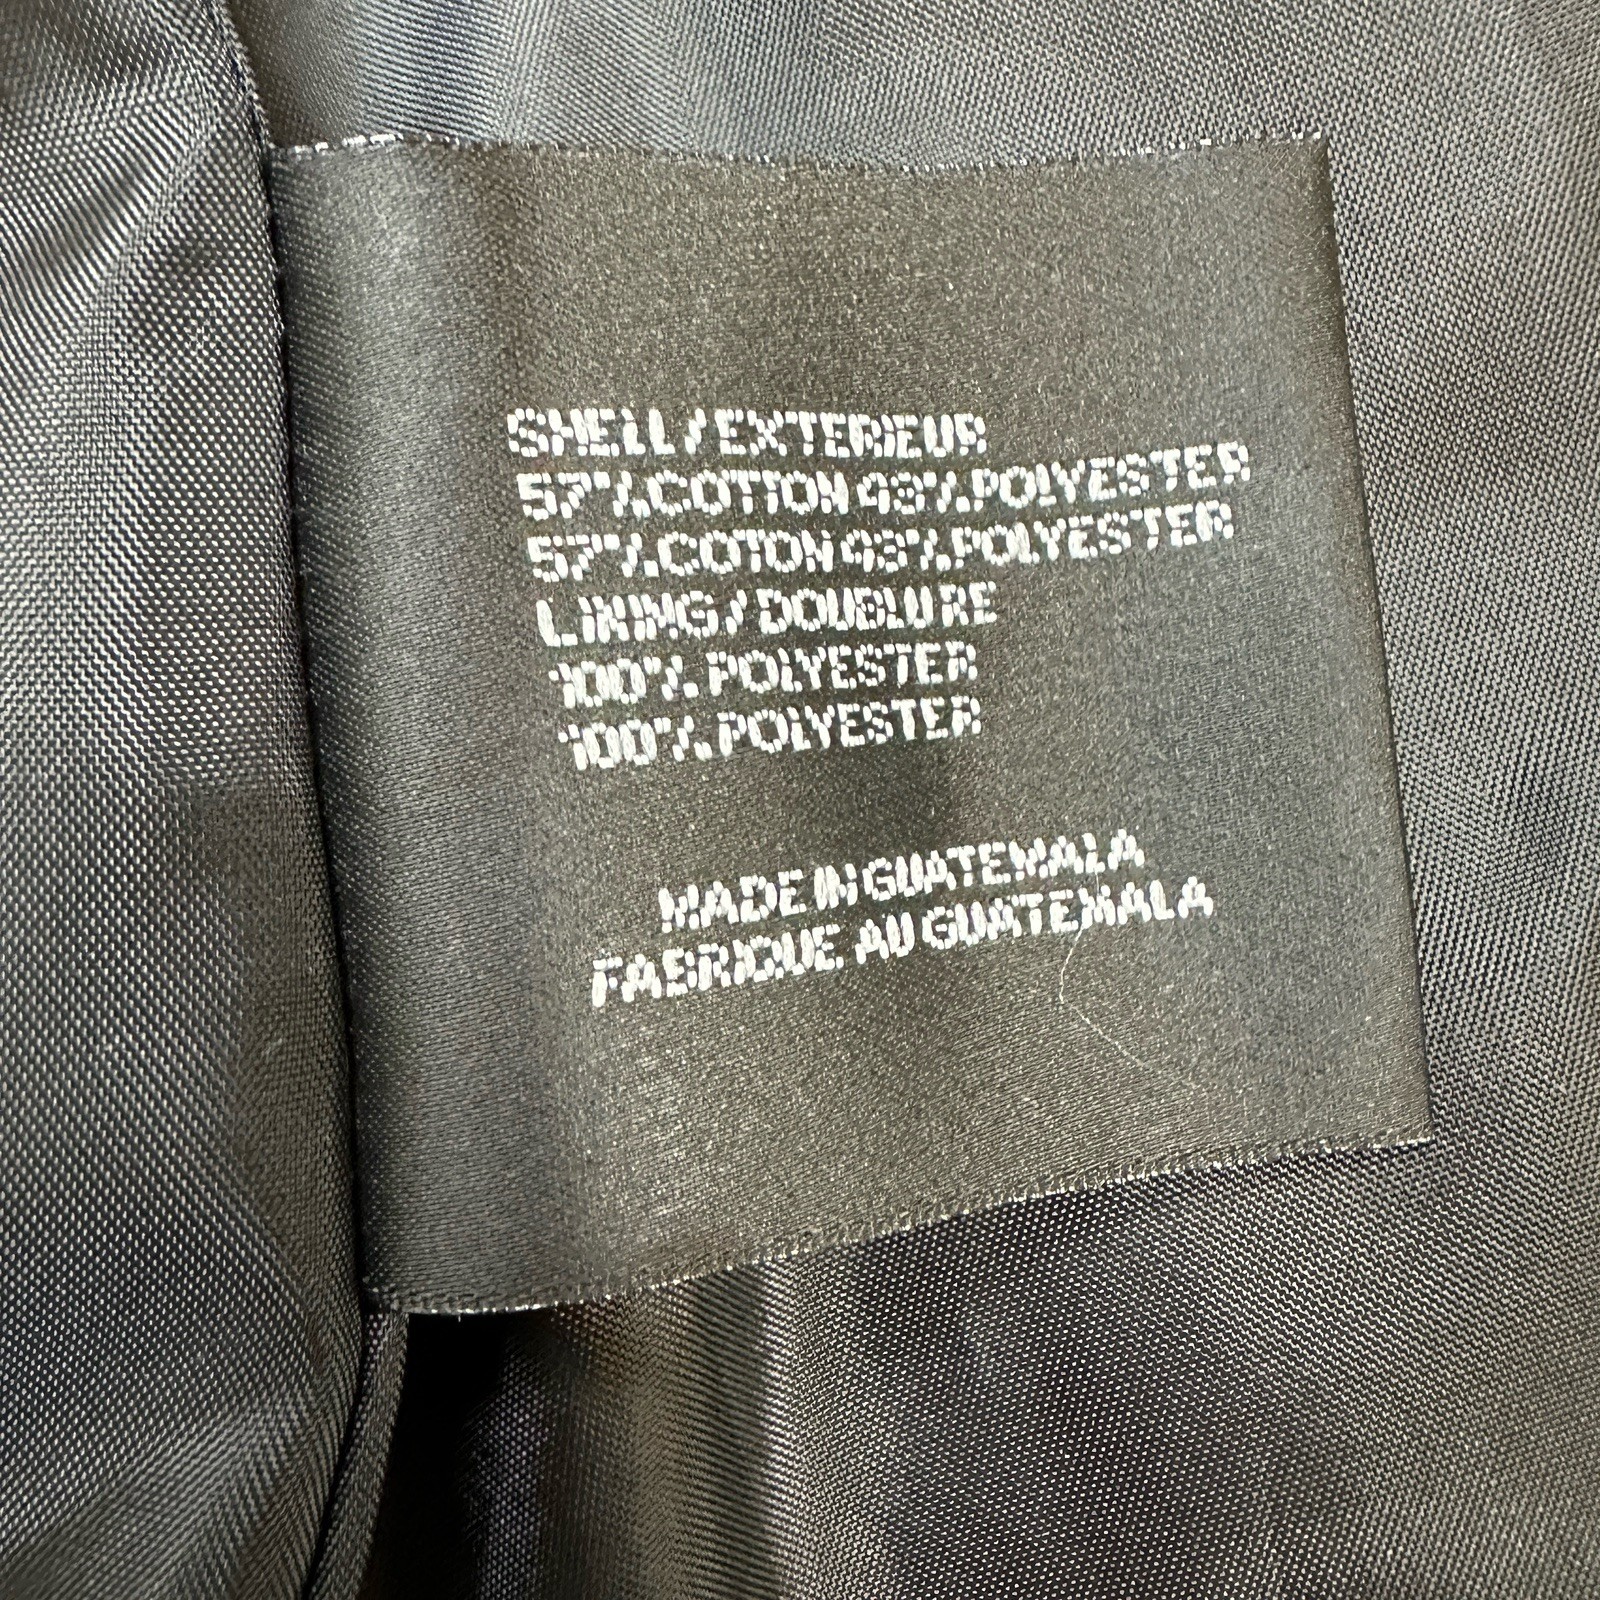 SHELL/EXTERIEUR
57%COTTON 43%POLYESTER
57%COTON 43%POLYESTER
LINING/DOUBLURE
100%POLYESTER
100%POLYESTER
MADE IN GUATEMALA
FABRIQUE AU GUATEMALA